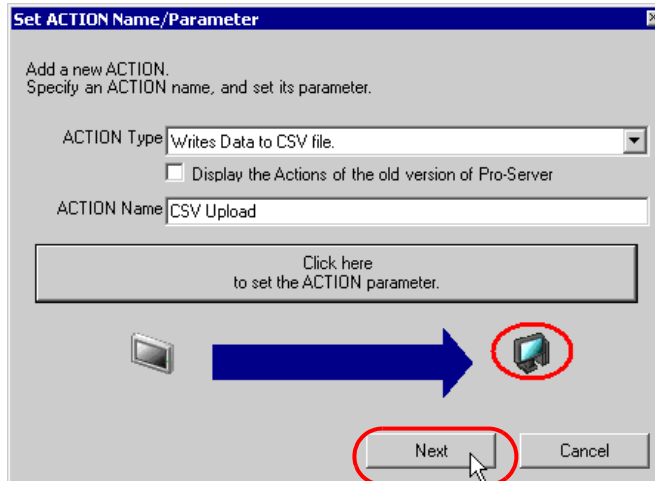 Set ACTION Name/Parameter
Add a new ACTION.
Specify an ACTION name, and set its parameter.
ACTION Type Writes Data to CSV file.
Display the Actions of the old version of Pro-Server
ACTION Name CSV Upload
Click here
to set the ACTION parameter.
Next Cancel